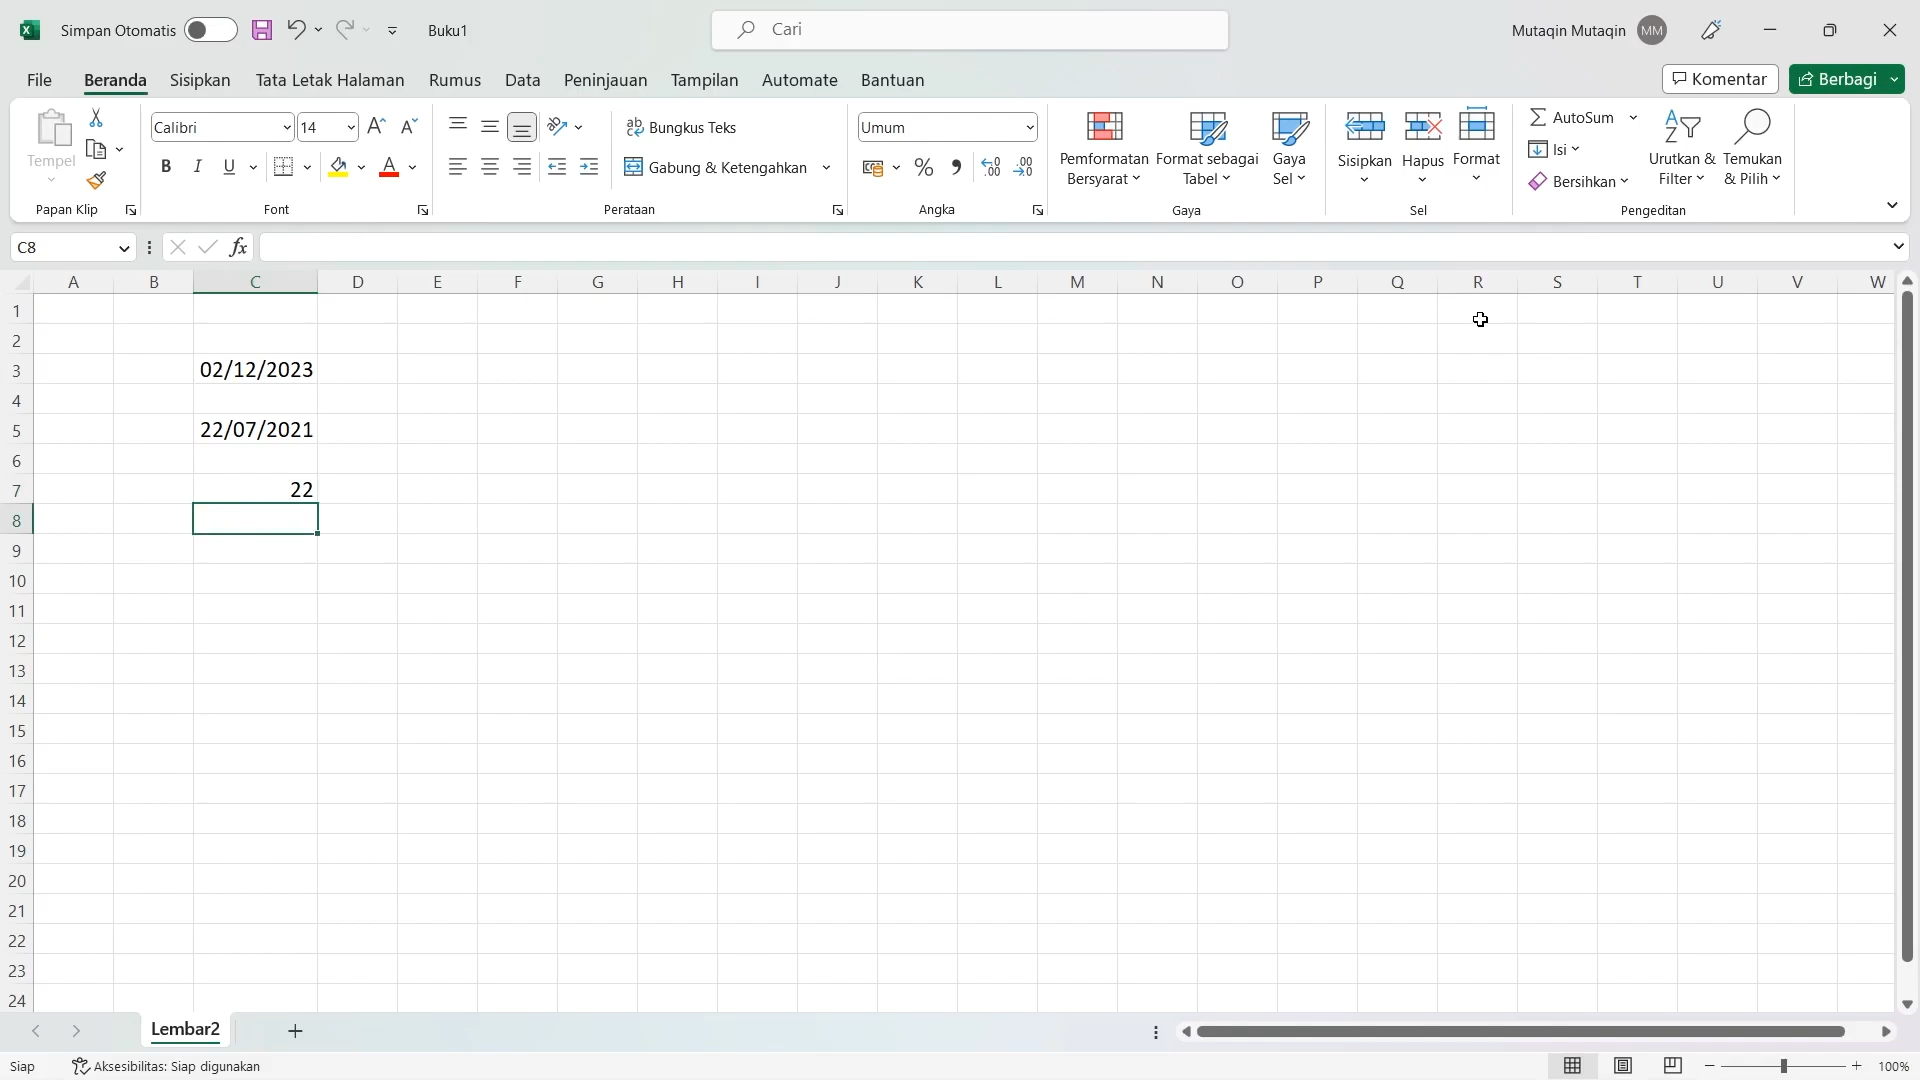 Simpan Otomatis Buku1 Cari Mutaqin Mutaqin MM
File Beranda Sisipkan Tata Letak Halaman Rumus Data Peninjauan Tampilan Automate Bantuan Komentar Berbagi
Tempel
Papan Klip
Calibri 14
B I U A
Font
Bungkus Teks
Gabung & Ketengahkan
Perataan
Umum
Angka
Pemformatan Bersyarat
Format sebagai Tabel
Gaya Sel
Gaya
Sisipkan Hapus Format
Sel
AutoSum
Isi
Bersihkan
Urutkan & Filter
Temukan & Pilih
Pengeditan
C8 fx
A B C D E F G H I J K L M N O P Q R S T U V W
1
2
3 02/12/2023
4
5 22/07/2021
6
7 22
8
9
10
11
12
13
14
15
16
17
18
19
20
21
22
23
24
Lembar2
Siap Aksesibilitas: Siap digunakan 100%